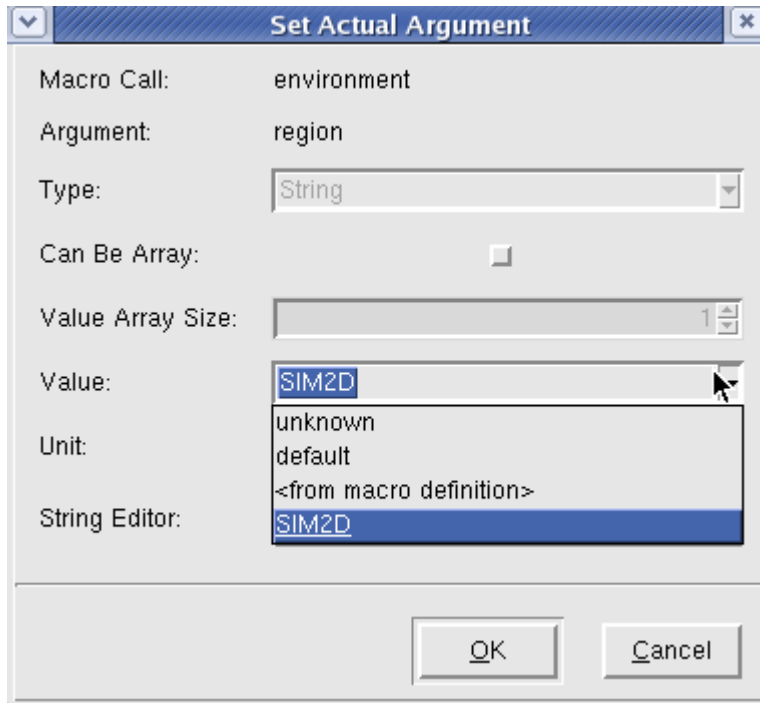 Set Actual Argument
Macro Call: environment
Argument: region
Type: String
Can Be Array:
Value Array Size: 1
Value: SIM2D
unknown
Unit: default
<from macro definition>
String Editor: SIM2D
OK Cancel